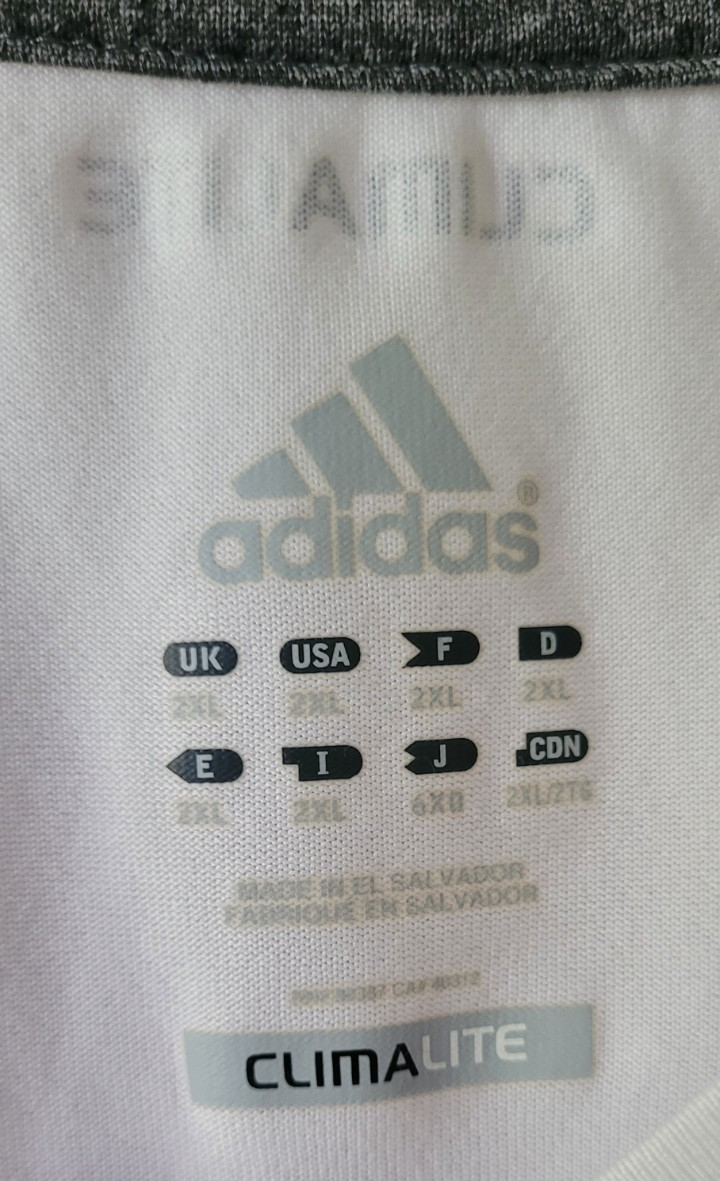 CLIMALITE
adidas®
UK USA F D
2XL 2XL 2XL 2XL
E I J CDN
2XL 2XL 6XO 2XL/2TG
MADE IN EL SALVADOR
FABRIQUÉ EN SALVADOR
CLIMALITE